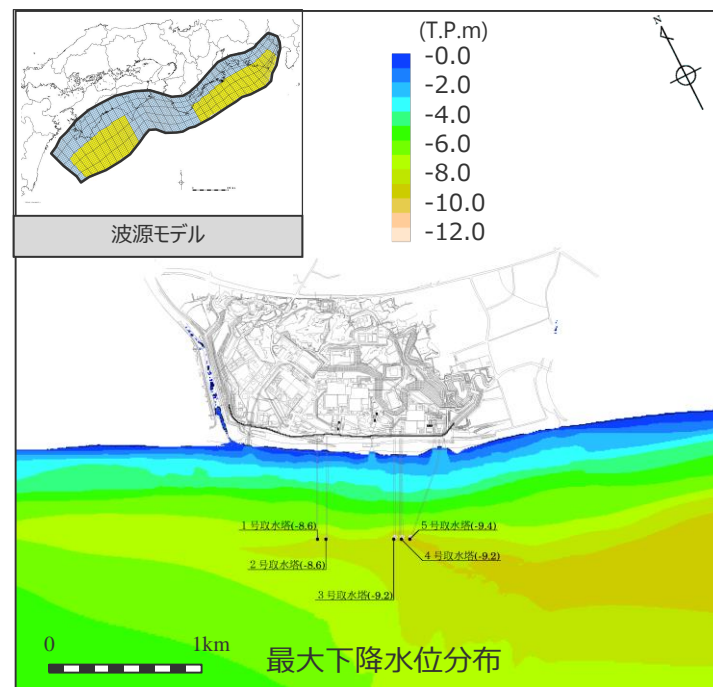 (T.P.m)
-0.0
-2.0
-4.0
-6.0
-8.0
-10.0
-12.0
N
波源モデル
1号取水塔(-8.6)
5号取水塔(-9.4)
2号取水塔(-8.6)
4号取水塔(-9.2)
3号取水塔(-9.2)
0
1km
最大下降水位分布